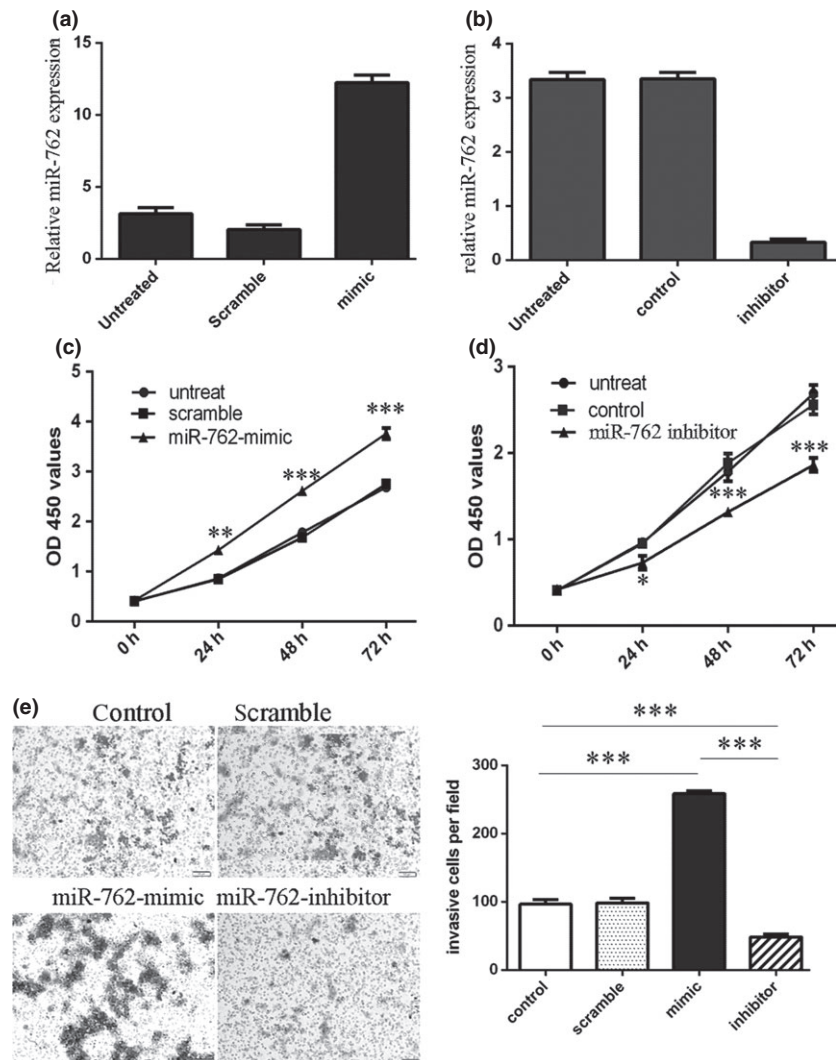 (a)
Relative miR-762 expression
15
10
5
0
Untreated
Scramble
mimic
(b)
relative miR-762 expression
4
3
2
1
0
Untreated
control
inhibitor
(c)
OD 450 values
5
4
3
2
1
0
untreat
scramble
miR-762-mimic
**
***
***
0 h
24 h
48 h
72 h
(d)
OD 450 values
3
2
1
0
untreat
control
miR-762 inhibitor
*
***
***
0 h
24 h
48 h
72 h
(e)
Control
Scramble
miR-762-mimic
miR-762-inhibitor
invasive cells per field
300
200
100
0
***
***
***
control
scramble
mimic
inhibitor